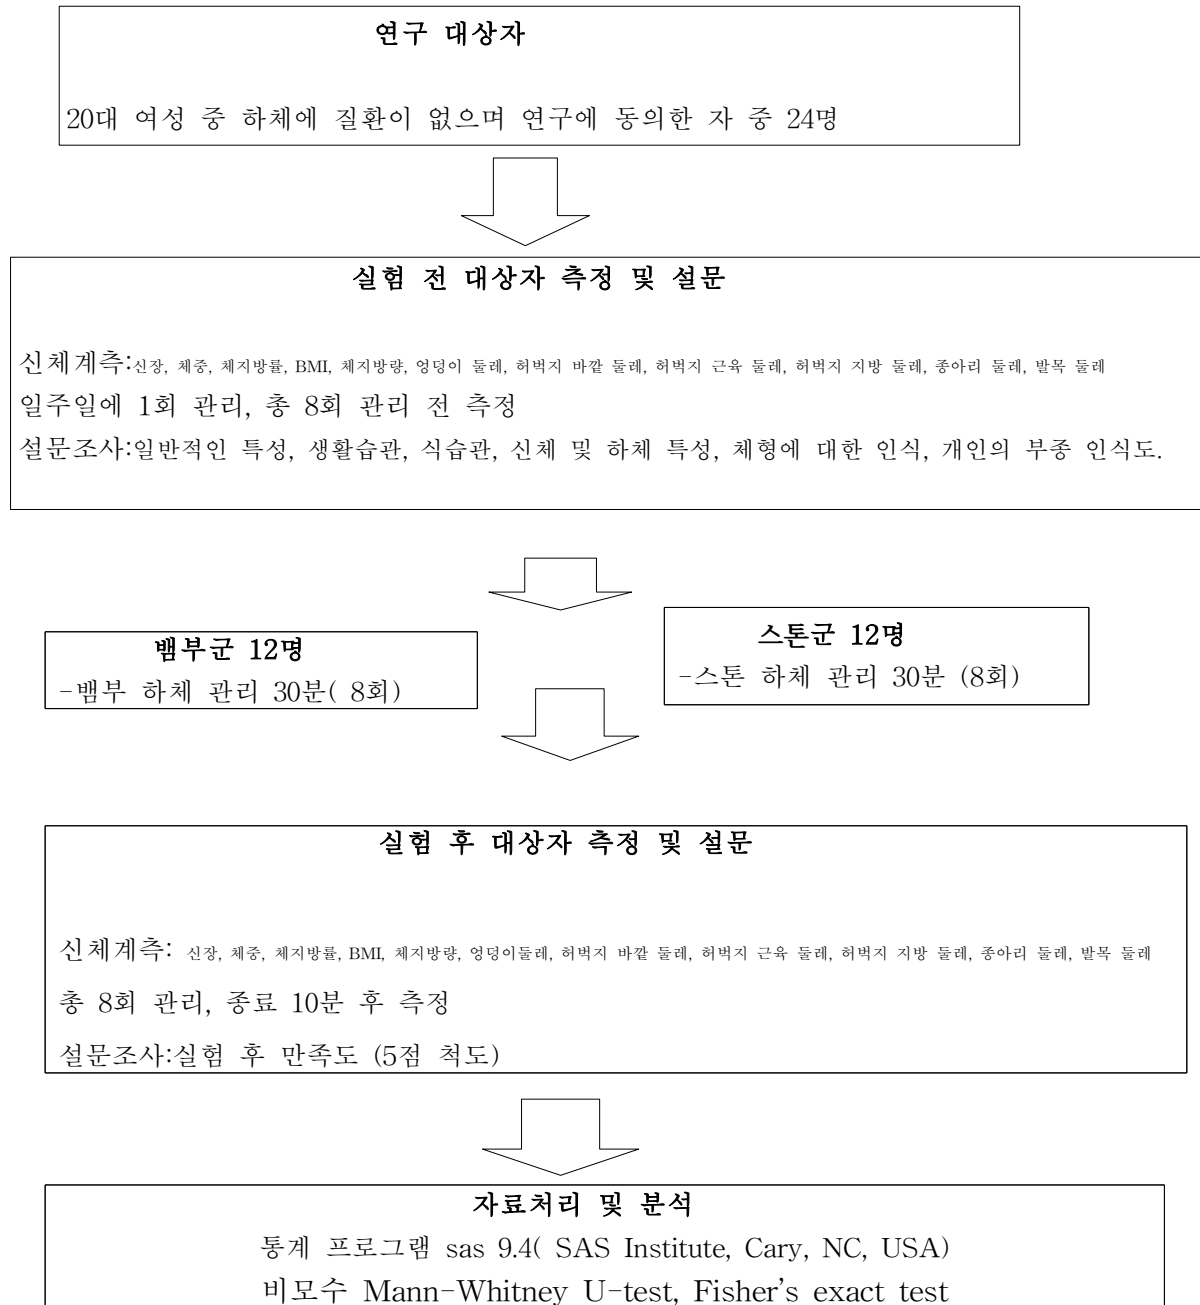 연구 대상자
20대 여성 중 하체에 질환이 없으며 연구에 동의한 자 중 24명
실험 전 대상자 측정 및 설문
신체계측:신장, 체중, 체지방률, BMI, 체지방량, 엉덩이 둘레, 허벅지 바깥 둘레, 허벅지 근육 둘레, 허벅지 지방 둘레, 종아리 둘레, 발목 둘레
일주일에 1회 관리, 총 8회 관리 전 측정
설문조사:일반적인 특성, 생활습관, 식습관, 신체 및 하체 특성, 체형에 대한 인식, 개인의 부종 인식도.
뱀부군 12명
-뱀부 하체 관리 30분( 8회)
스톤군 12명
-스톤 하체 관리 30분 (8회)
실험 후 대상자 측정 및 설문
신체계측: 신장, 체중, 체지방률, BMI, 체지방량, 엉덩이둘레, 허벅지 바깥 둘레, 허벅지 근육 둘레, 허벅지 지방 둘레, 종아리 둘레, 발목 둘레
총 8회 관리, 종료 10분 후 측정
설문조사:실험 후 만족도 (5점 척도)
자료처리 및 분석
통계 프로그램 sas 9.4( SAS Institute, Cary, NC, USA)
비모수 Mann-Whitney U-test, Fisher's exact test